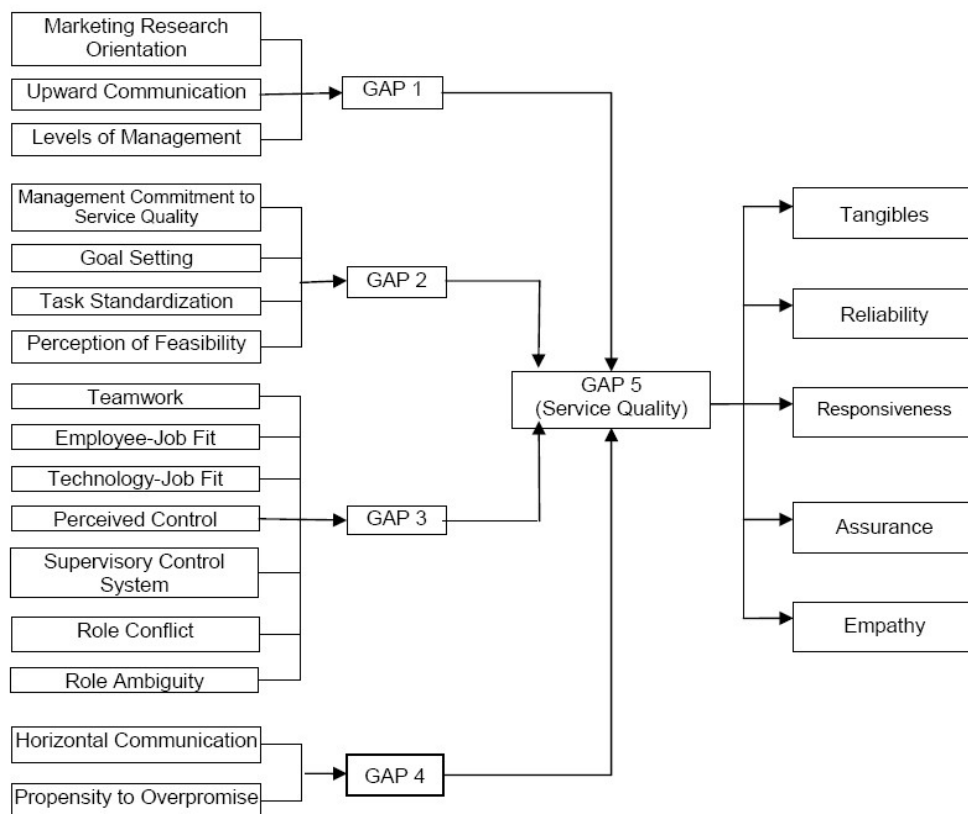 Marketing Research
Orientation
Upward Communication
Levels of Management
GAP 1
Management Commitment to
Service Quality
Goal Setting
Task Standardization
Perception of Feasibility
GAP 2
Teamwork
Employee-Job Fit
Technology-Job Fit
Perceived Control
Supervisory Control
System
Role Conflict
Role Ambiguity
GAP 3
Horizontal Communication
Propensity to Overpromise
GAP 4
GAP 5
(Service Quality)
Tangibles
Reliability
Responsiveness
Assurance
Empathy